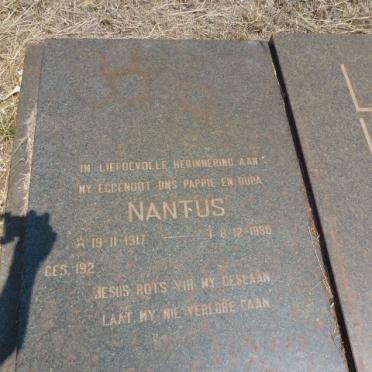 IN LIEFDEVOLLE HERINNERING AAN
MY EGGENOOT ONS PAPPIE EN OUPA
NANTUS
19-11-1917 8-12-1990
GES. 192
JESUS ROTS VIR MY GESLAAN
LAAT MY NIE VERLORE GAAN